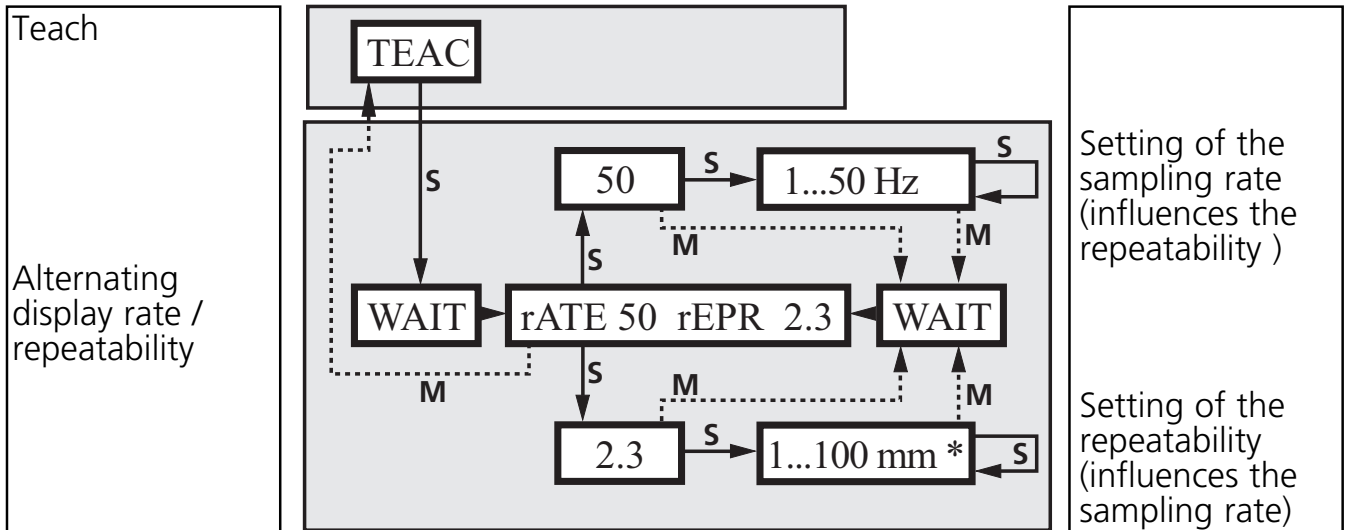 Teach
Alternating
display rate /
repeatability
TEAC
S
50
S
1...50 Hz
S
M
M
S
WAIT
rATE 50 rEPR 2.3
WAIT
M
S
M
M
2.3
S
1...100 mm *
S
Setting of the
sampling rate
(influences the
repeatability )
Setting of the
repeatability
(influences the
sampling rate)